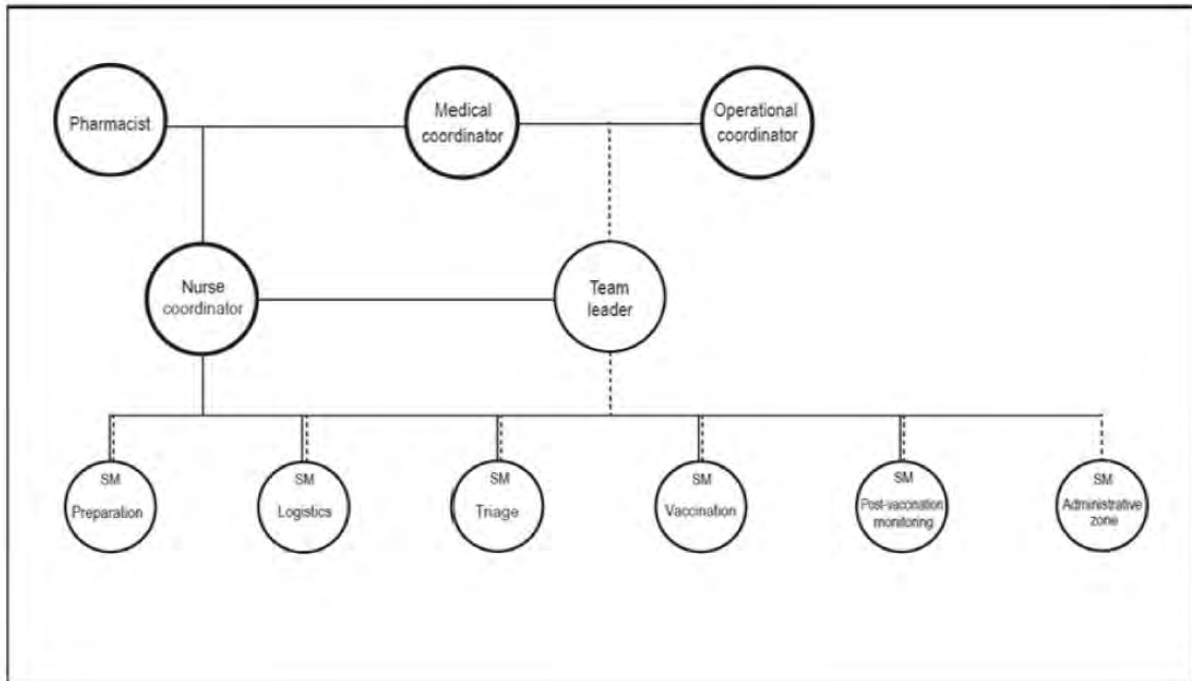 Pharmacist
Medical
coordinator
Operational
coordinator
Nurse
coordinator
Team
leader
SM
Preparation
SM
Logistics
SM
Triage
SM
Vaccination
SM
Post-vaccination
monitoring
SM
Administrative
zone